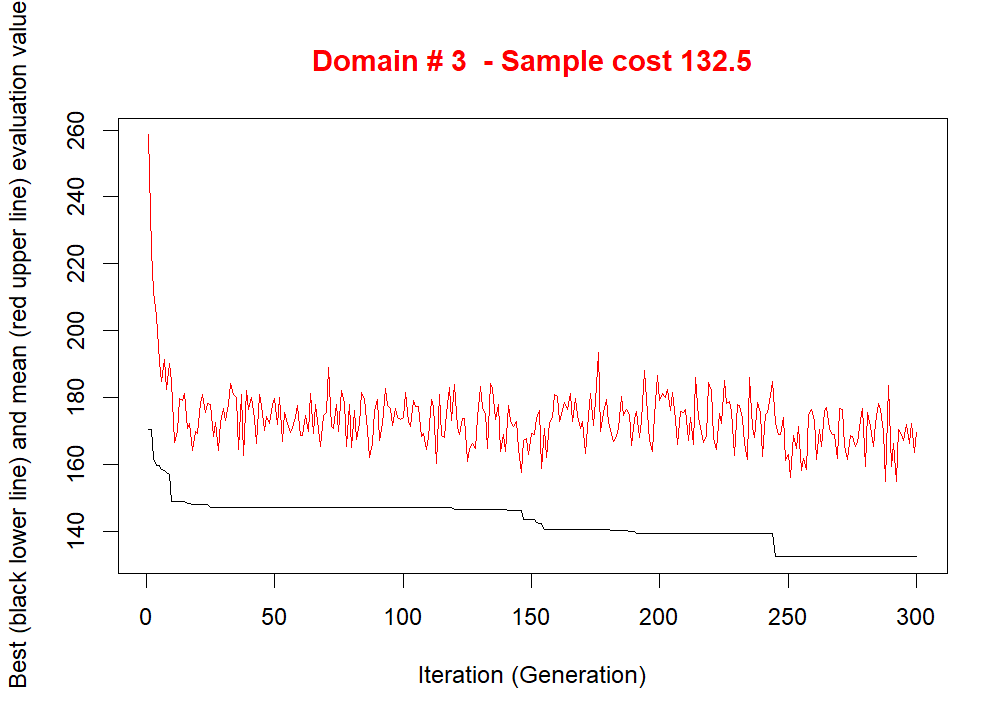 Domain # 3  - Sample cost 132.5
Best (black lower line) and mean (red upper line) evaluation value
260
240
220
200
180
160
140
0 50 100 150 200 250 300
Iteration (Generation)